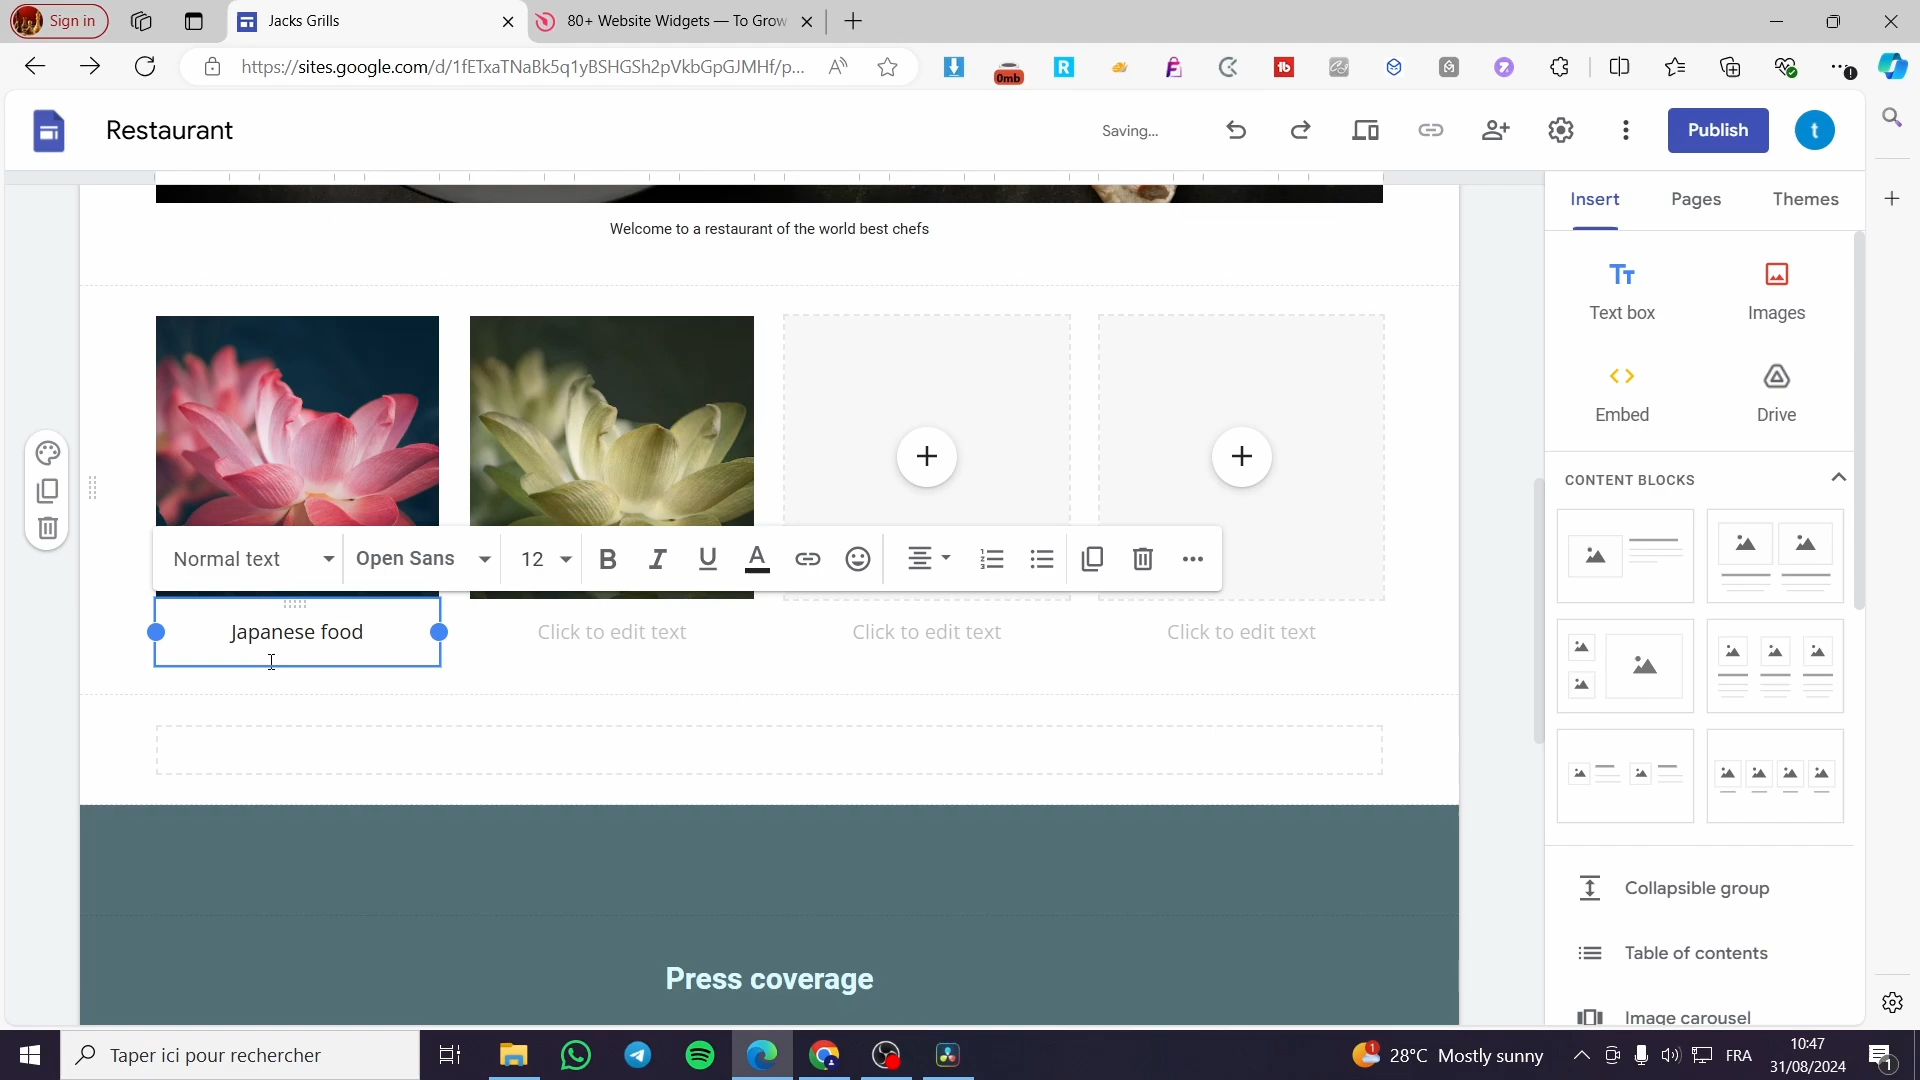 Sign in
Jacks Grills
80+ Website Widgets — To Grow
https://sites.google.com/d/1fETxaTNaBk5q1yBSHGSh2pVkbGpGJMHf/p...
0mb
Restaurant
Saving...
Publish
t
Insert
Pages
Themes
Welcome to a restaurant of the world best chefs
Text box
Images
Embed
Drive
CONTENT BLOCKS
Normal text
Open Sans
12
Japanese food
Click to edit text
Click to edit text
Click to edit text
Collapsible group
Table of contents
Image carousel
Press coverage
Taper ici pour rechercher
28°C Mostly sunny
FRA
10:47
31/08/2024